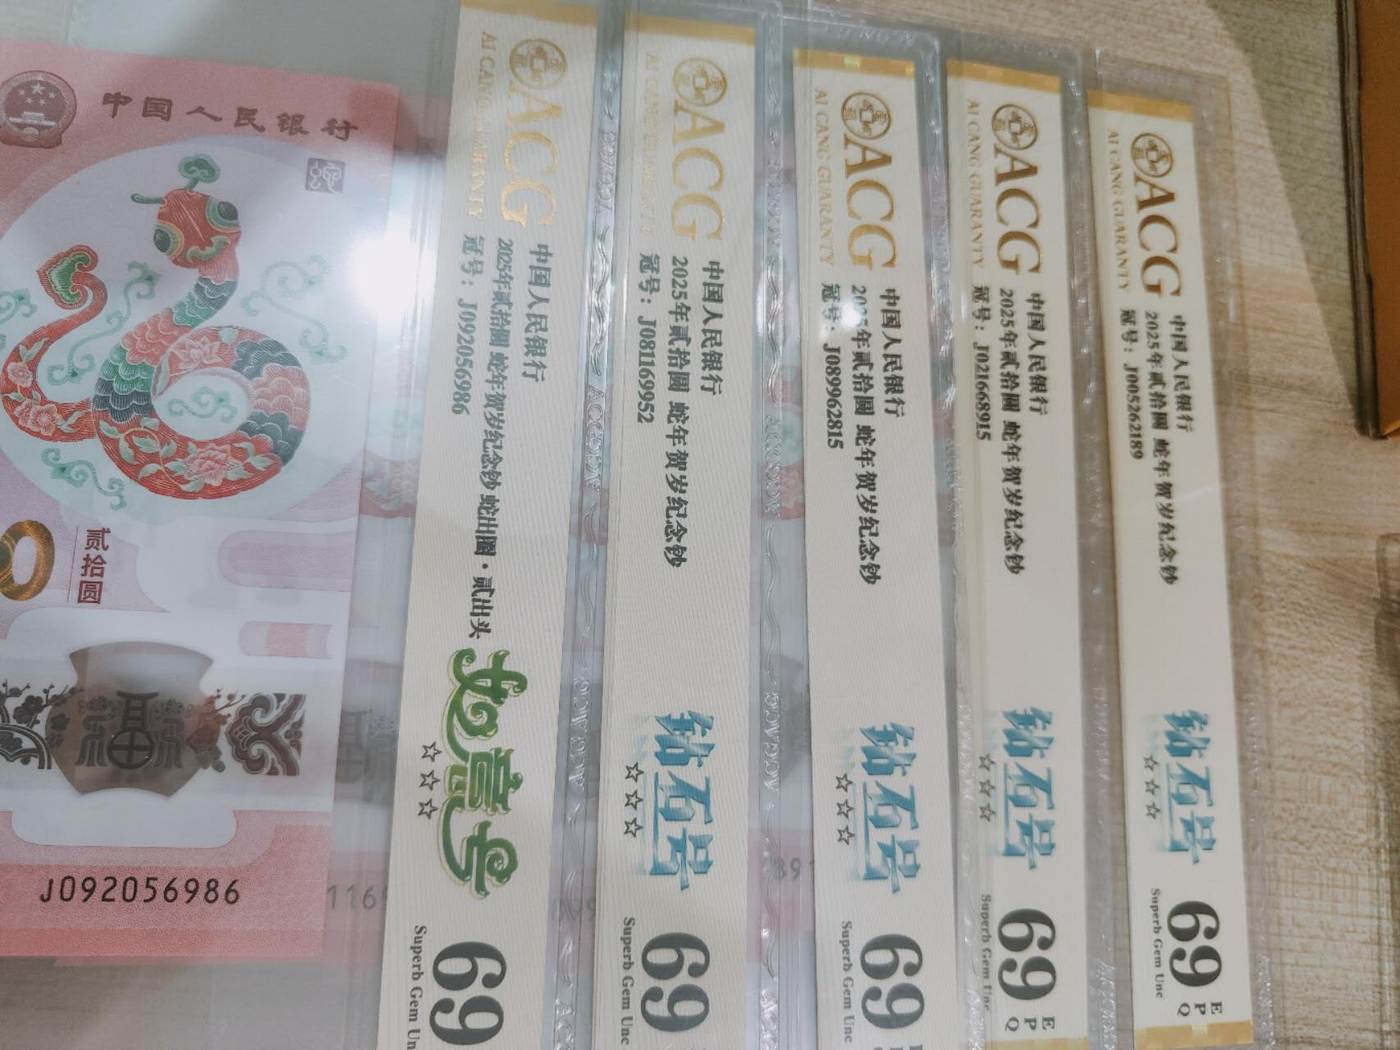 中国人民银行
贰拾圆
J092056986
ACG
AI CANG GUARANTY
中国人民银行
2025年贰拾圆 蛇年贺岁纪念钞 蛇出圈·贰出头
冠号：J092056986
☆☆☆
69
Superb Gem Un
ACG
AI CANG GUARANTY
中国人民银行
2025年贰拾圆 蛇年贺岁纪念钞
冠号：J081169952
钻石号
☆☆☆
69
Superb Gem Unc
ACG
AI CANG GUARANTY
中国人民银行
2025年贰拾圆 蛇年贺岁纪念钞
冠号：J089962815
钻石号
☆☆☆
69
Superb Gem Unc
ACG
AI CANG GUARANTY
中国人民银行
2025年贰拾圆 蛇年贺岁纪念钞
冠号：J021668915
钻石号
☆☆☆
69
EPQ
Superb Gem Unc
ACG
AI CANG GUARANTY
中国人民银行
2025年贰拾圆 蛇年贺岁纪念钞
冠号：J005262189
钻石号
☆☆☆
69
EPQ
Superb Gem Unc